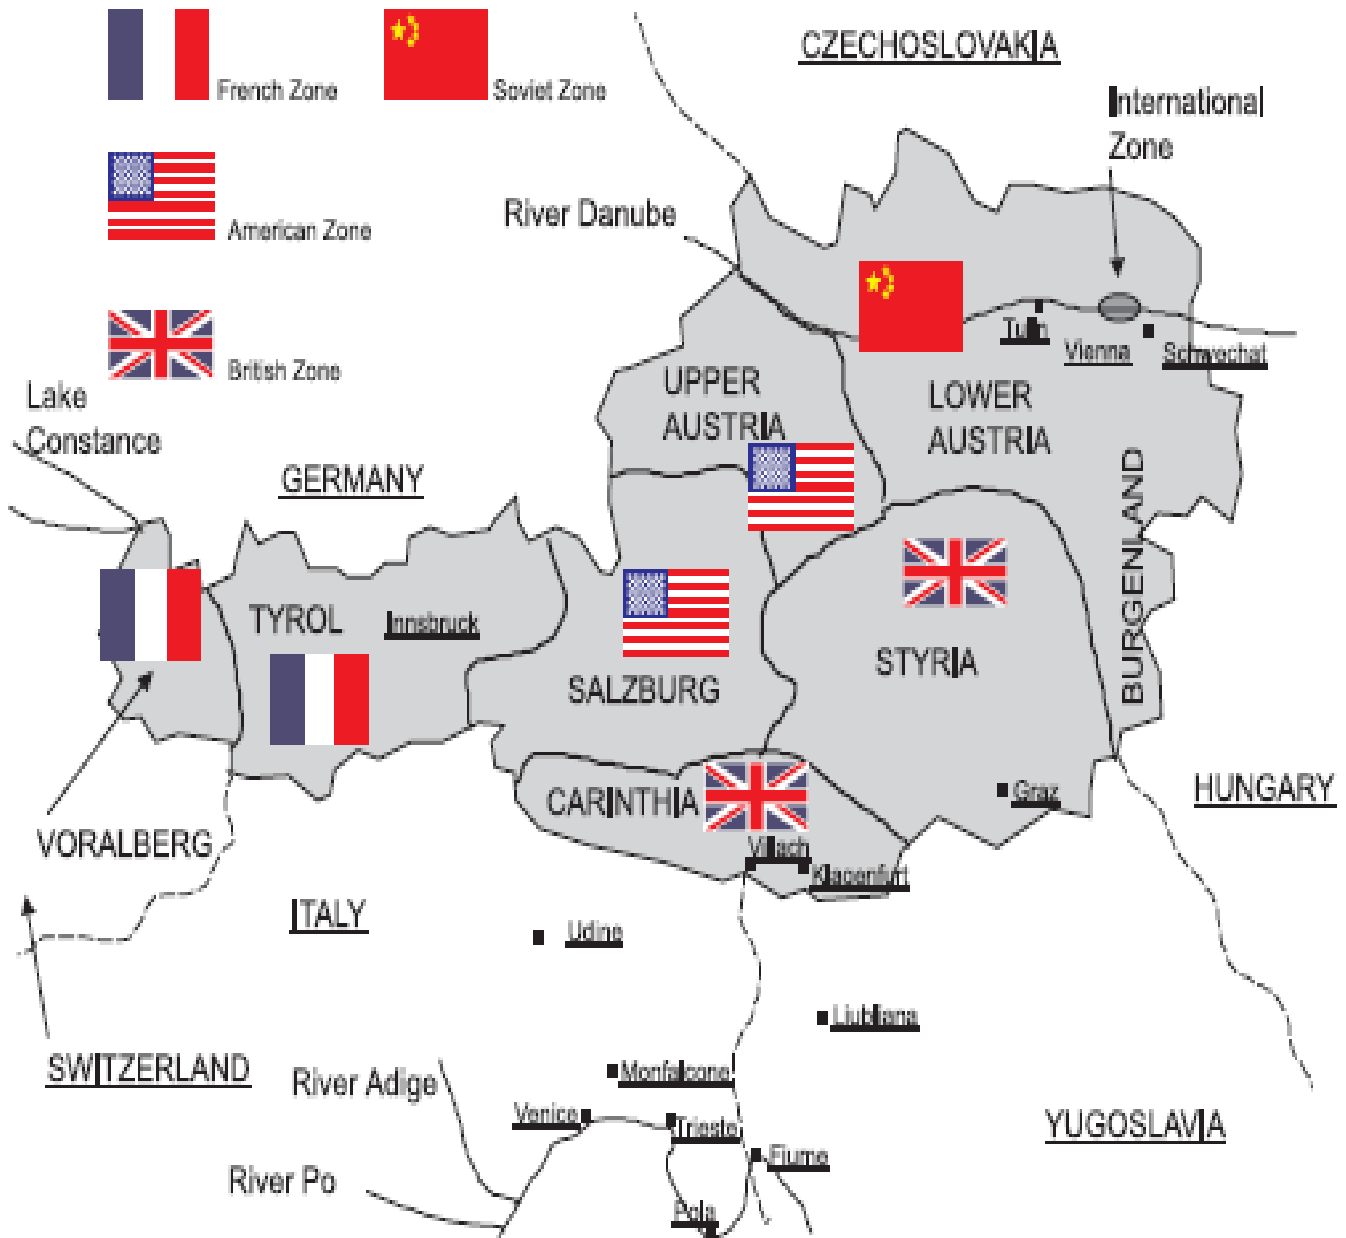 French Zone
Soviet Zone
CZECHOSLOVAKIA
International
Zone
American Zone
River Danube
British Zone
Lake
Constance
Tulln
Vienna
Schwechat
UPPER
AUSTRIA
LOWER
AUSTRIA
GERMANY
BURGENLAND
TYROL
Innsbruck
STYRIA
SALZBURG
CARINTHIA
Graz
HUNGARY
VORALBERG
Villach
Klagenfurt
ITALY
Udine
Liubliana
SWITZERLAND
River Adige
Monfalcone
Venice
Trieste
YUGOSLAVIA
Fiume
River Po
Pola